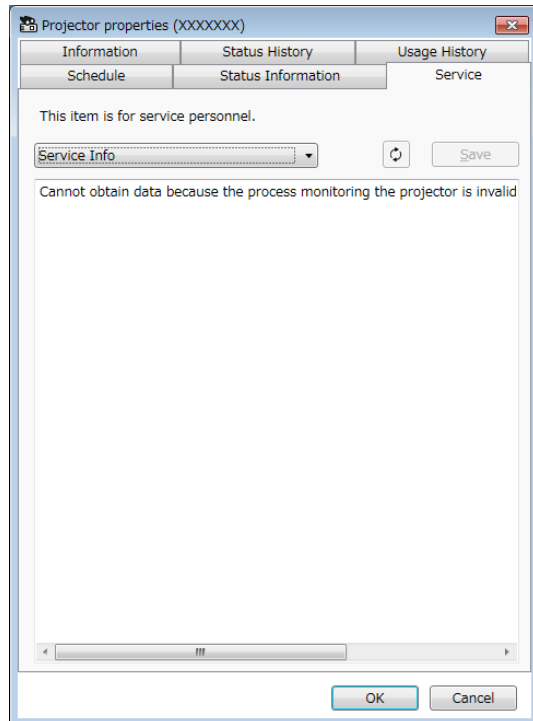 Projector properties (XXXXXXX)
Information
Status History
Usage History
Schedule
Status Information
Service
This item is for service personnel.
Service Info
Save
Cannot obtain data because the process monitoring the projector is invalid
OK
Cancel